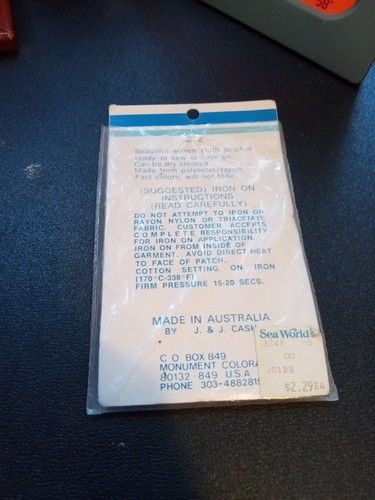 Beautiful woven cloth patches
ready to sew or iron on.
Can be dry cleaned.
Made from polyester/rayon.
Fast colors, will not fade.
(SUGGESTED) IRON ON
INSTRUCTIONS
(READ CAREFULLY)
DO NOT ATTEMPT TO IRON ON
RAYON NYLON OR TRIACETATE
FABRIC. CUSTOMER ACCEPTS
COMPLETE RESPONSIBILITY
FOR IRON ON APPLICATION.
IRON ON FROM INSIDE OF
GARMENT. AVOID DIRECT HEAT
TO FACE OF PATCH.
COTTON SETTING ON IRON
(170°C-338°F)
FIRM PRESSURE 15-20 SECS.
MADE IN AUSTRALIA
BY J. & J. CASH
Sea World
C O BOX 849
MONUMENT COLORA
80132-849 U.S.A
PHONE 303-4882815
$2.29EA